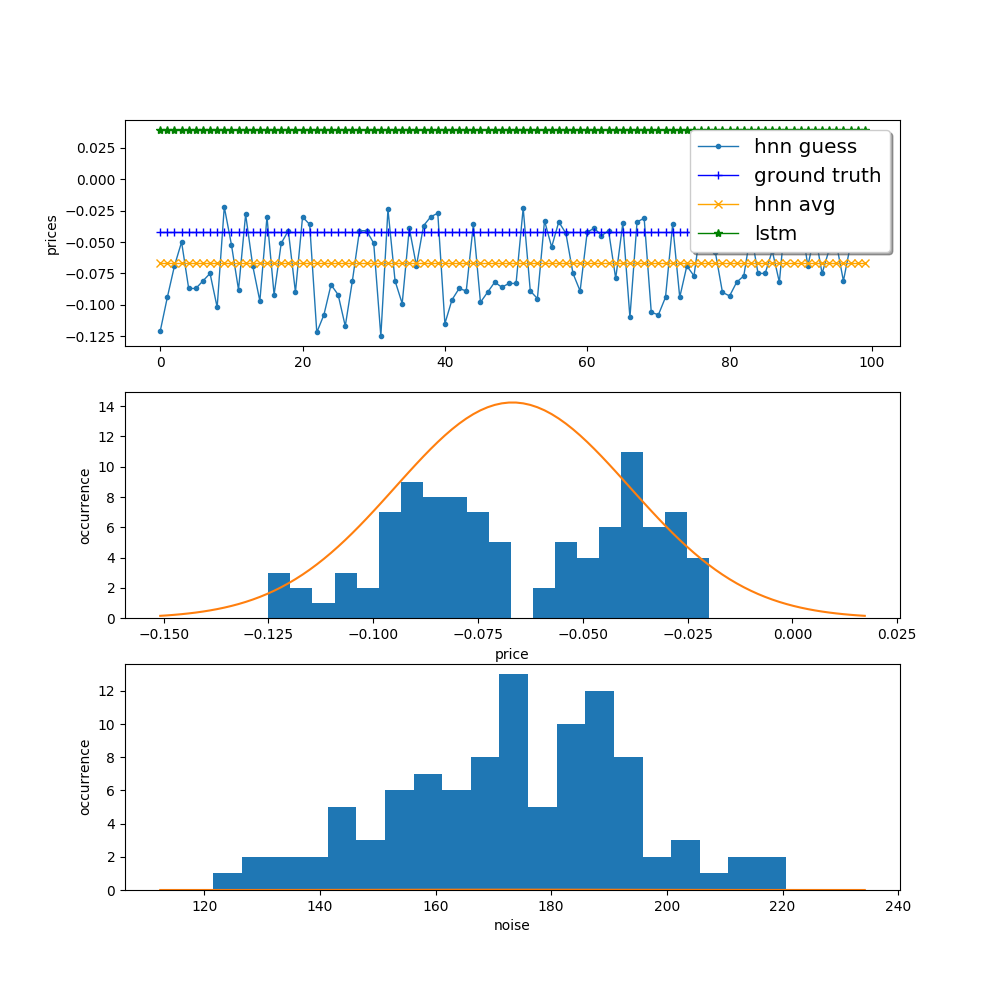 prices
0.025
0.000
−0.025
−0.050
−0.075
−0.100
−0.125
hnn guess
ground truth
hnn avg
lstm
0 20 40 60 80 100
occurrence
14
12
10
8
6
4
2
0
−0.150 −0.125 −0.100 −0.075 −0.050 −0.025 0.000 0.025
price
occurrence
12
10
8
6
4
2
0
120 140 160 180 200 220 240
noise